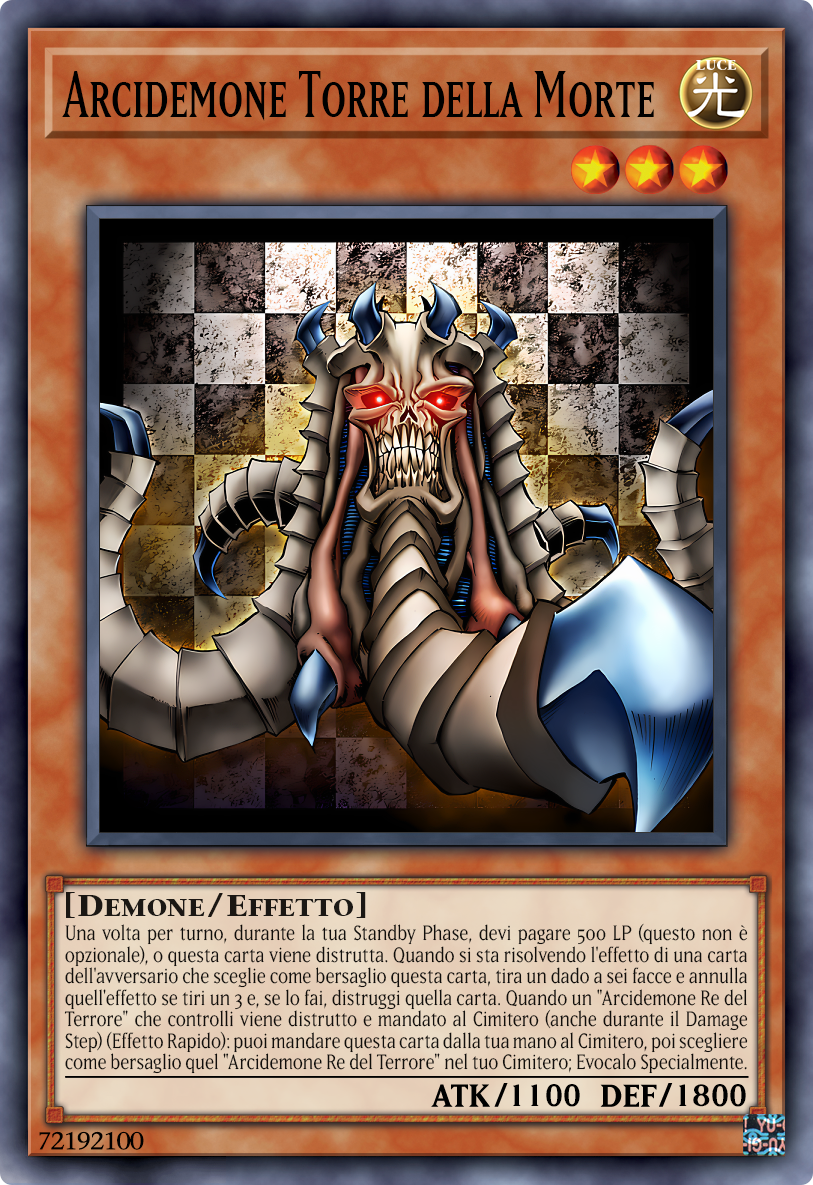 Arcidemone Torre della Morte
LUCE
光
[Demone/Effetto]
Una volta per turno, durante la tua Standby Phase, devi pagare 500 LP (questo non è
opzionale), o questa carta viene distrutta. Quando si sta risolvendo l'effetto di una carta
dell'avversario che sceglie come bersaglio questa carta, tira un dado a sei facce e annulla
quell'effetto se tiri un 3 e, se lo fai, distruggi quella carta. Quando un "Arcidemone Re del
Terrore" che controlli viene distrutto e mandato al Cimitero (anche durante il Damage
Step) (Effetto Rapido): puoi mandare questa carta dalla tua mano al Cimitero, poi scegliere
come bersaglio quel "Arcidemone Re del Terrore" nel tuo Cimitero; Evocalo Specialmente.
ATK/1100 DEF/1800
72192100